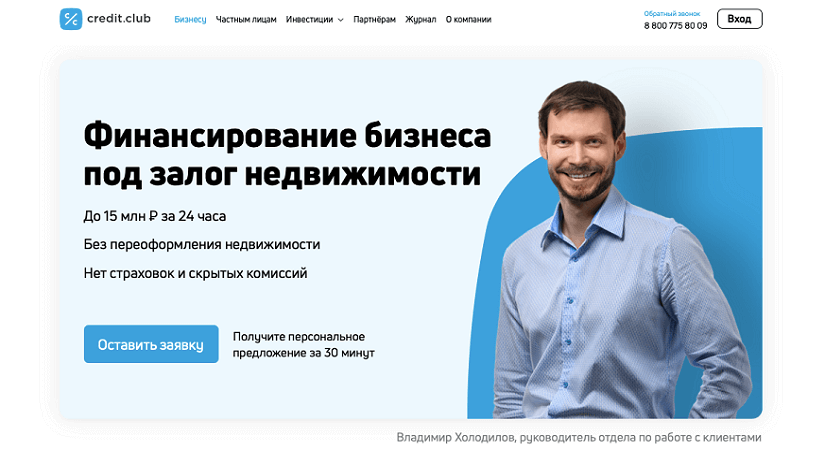 credit.club
Бизнесу Частным лицам Инвестиции Партнёрам Журнал О компании
Обратный звонок
8 800 775 80 09
Вход
Финансирование бизнеса
под залог недвижимости
До 15 млн ₽ за 24 часа
Без переоформления недвижимости
Нет страховок и скрытых комиссий
Оставить заявку
Получите персональное
предложение за 30 минут
Владимир Холодилов, руководитель отдела по работе с клиентами